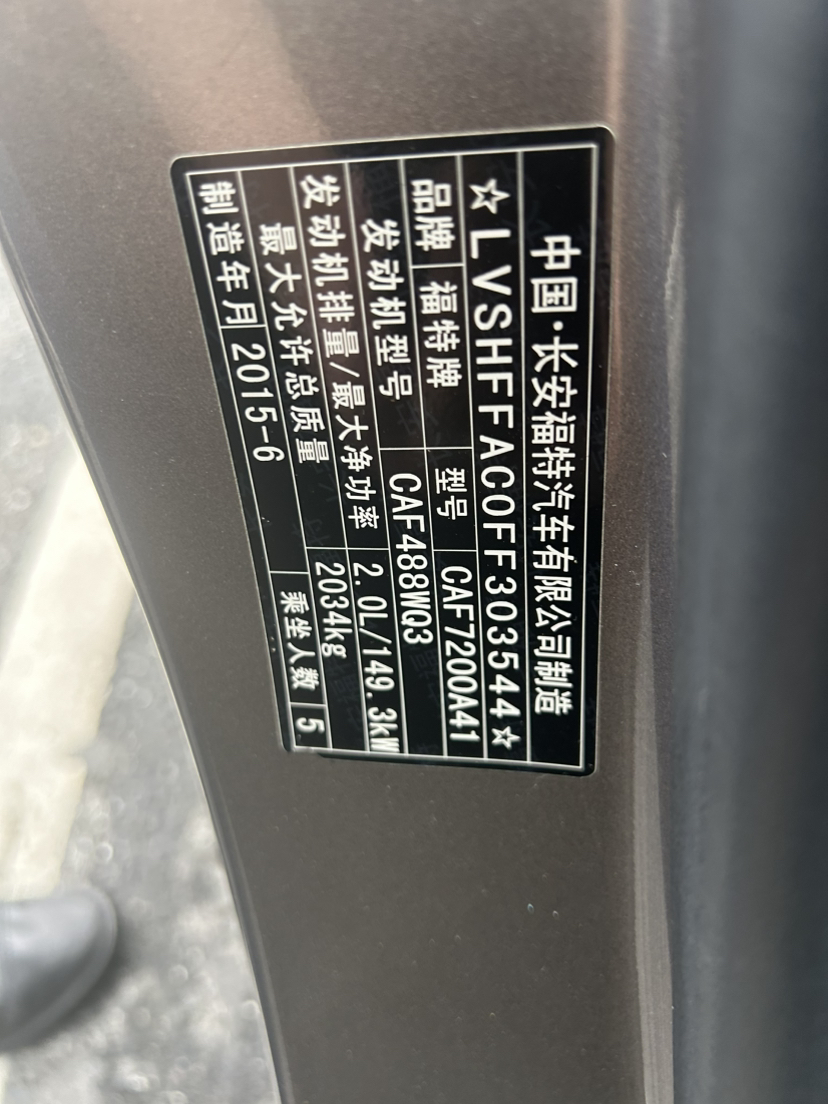 中国·长安福特汽车有限公司制造
☆LVSHFFAC0FF303544☆
品牌 福特牌 型号 CAF7200A41
发动机型号 CAF488WQ3
发动机排量/最大净功率 2.0L/149.3kW
最大允许总质量 2034kg
制造年月 2015-6 乘坐人数 5